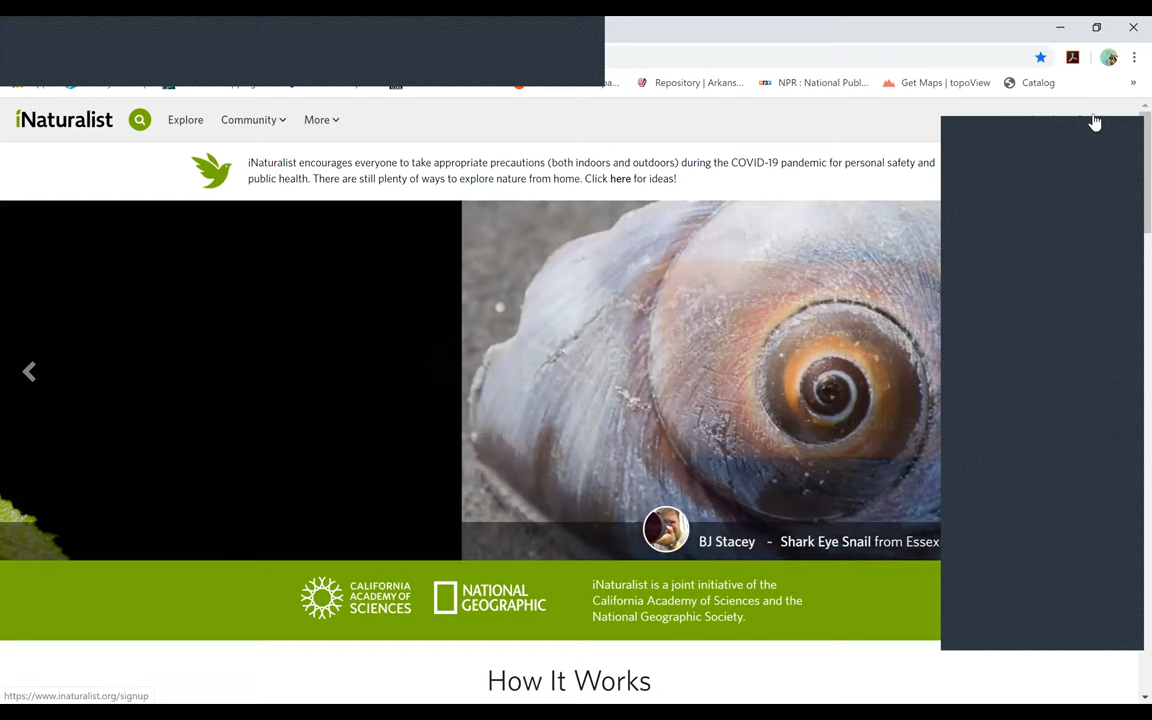 Repository | Arkans...
NPR : National Publ...
Get Maps | topoView
Catalog
»
iNaturalist
Explore
Community
More
iNaturalist encourages everyone to take appropriate precautions (both indoors and outdoors) during the COVID-19 pandemic for personal safety and
public health. There are still plenty of ways to explore nature from home. Click here for ideas!
BJ Stacey ~ Shark Eye Snail from Essex
CALIFORNIA
ACADEMY OF
SCIENCES
NATIONAL
GEOGRAPHIC
iNaturalist is a joint initiative of the
California Academy of Sciences and the
National Geographic Society.
How It Works
https://www.inaturalist.org/signup